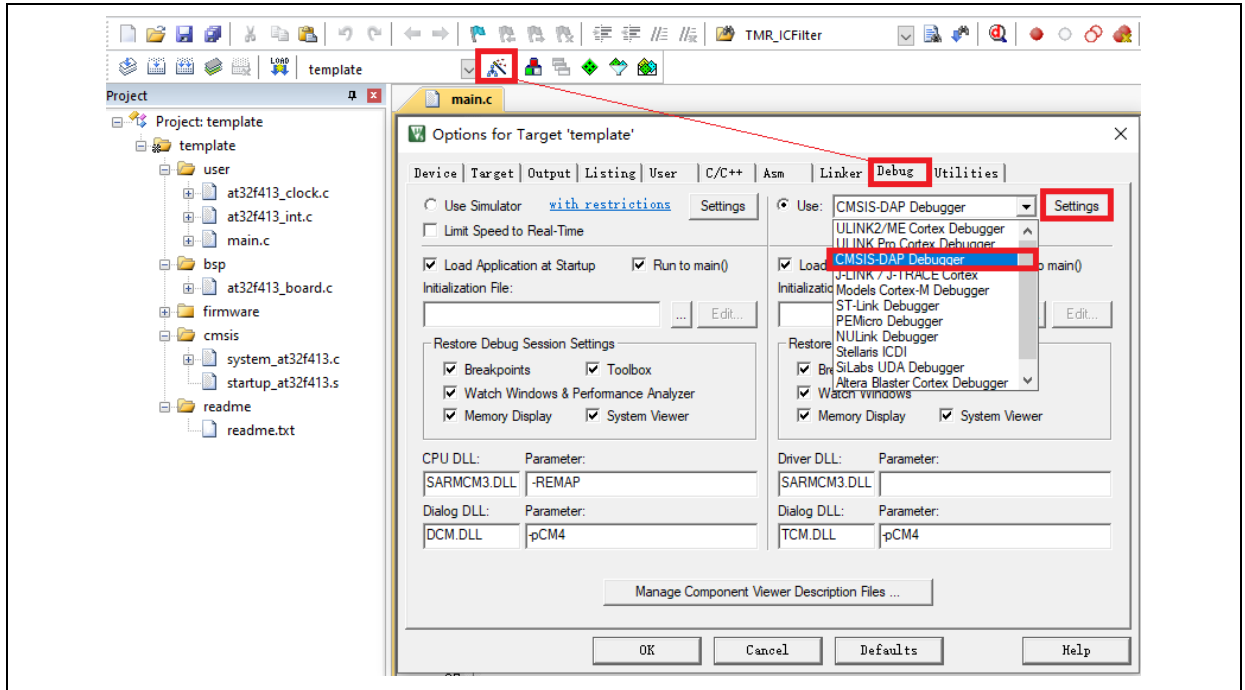 TMR_ICFilter
LOAD
template
Project
main.c
Project: template
template
user
at32f413_clock.c
at32f413_int.c
main.c
bsp
at32f413_board.c
firmware
cmsis
system_at32f413.c
startup_at32f413.s
readme
readme.txt
Options for Target 'template'
Device Target Output Listing User C/C++ Asm Linker Debug Utilities
Use Simulator with restrictions Settings
Limit Speed to Real-Time
Load Application at Startup Run to main()
Initialization File:
... Edit...
Restore Debug Session Settings
Breakpoints Toolbox
Watch Windows & Performance Analyzer
Memory Display System Viewer
CPU DLL: Parameter:
SARMCM3.DLL -REMAP
Dialog DLL: Parameter:
DCM.DLL -pCM4
Use: CMSIS-DAP Debugger Settings
ULINK2/ME Cortex Debugger
ULINK Pro Cortex Debugger
CMSIS-DAP Debugger
J-LINK / J-TRACE Cortex
Models Cortex-M Debugger
ST-Link Debugger
PEMicro Debugger
NULink Debugger
Stellaris ICDI
SiLabs UDA Debugger
Altera Blaster Cortex Debugger
Load main()
Edit...
Restore
Watch Windows
Memory Display System Viewer
Driver DLL: Parameter:
SARMCM3.DLL
Dialog DLL: Parameter:
TCM.DLL -pCM4
Manage Component Viewer Description Files ...
OK Cancel Defaults Help